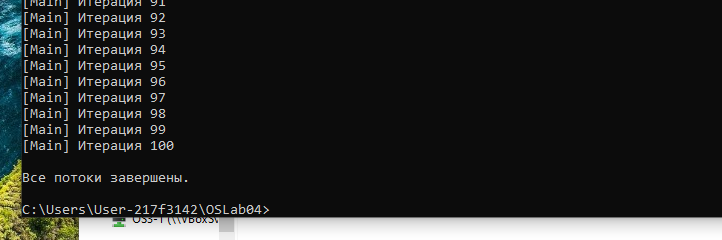 [Main] Итерация 91
[Main] Итерация 92
[Main] Итерация 93
[Main] Итерация 94
[Main] Итерация 95
[Main] Итерация 96
[Main] Итерация 97
[Main] Итерация 98
[Main] Итерация 99
[Main] Итерация 100
Все потоки завершены.
C:\Users\User-217f3142\OSLab04>